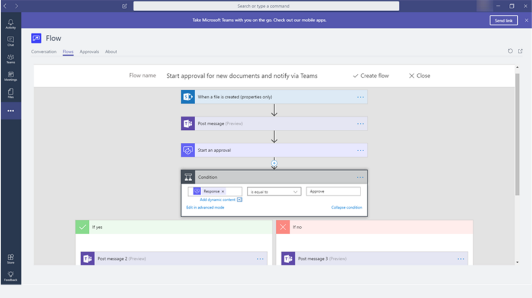 Search or type a command
Take Microsoft Teams with you on the go. Check out our mobile apps.
Send link
Activity
Chat
Teams
Meetings
Files
Store
Feedback
Flow
Conversation Flows Approvals About
Flow name Start approval for new documents and notify via Teams Create flow Close
When a file is created (properties only)
Post message (Preview)
Start an approval
Condition
Response × is equal to Approve
Add dynamic content
Edit in advanced mode Collapse condition
If yes If no
Post message 2 (Preview) Post message 3 (Preview)